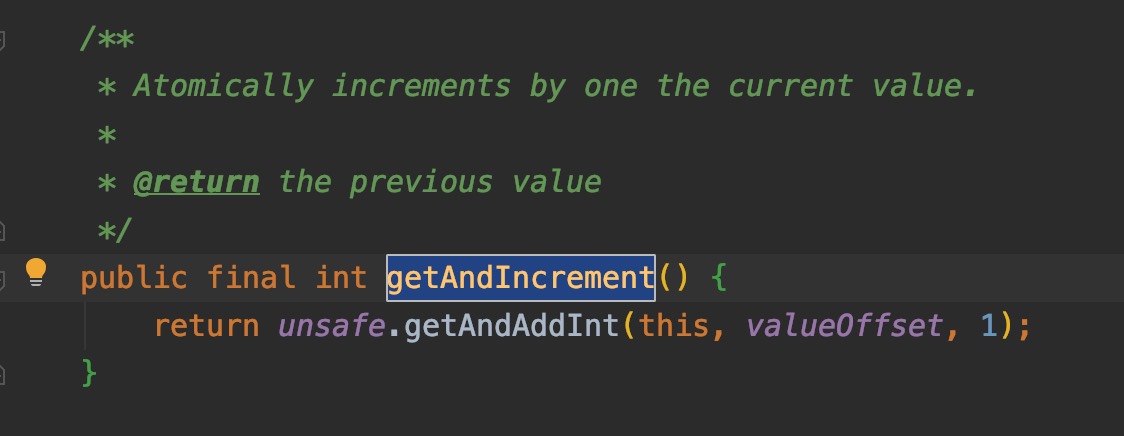 /**
* Atomically increments by one the current value.
*
* @return the previous value
*/
public final int getAndIncrement() {
return unsafe.getAndAddInt(this, valueOffset, 1);
}